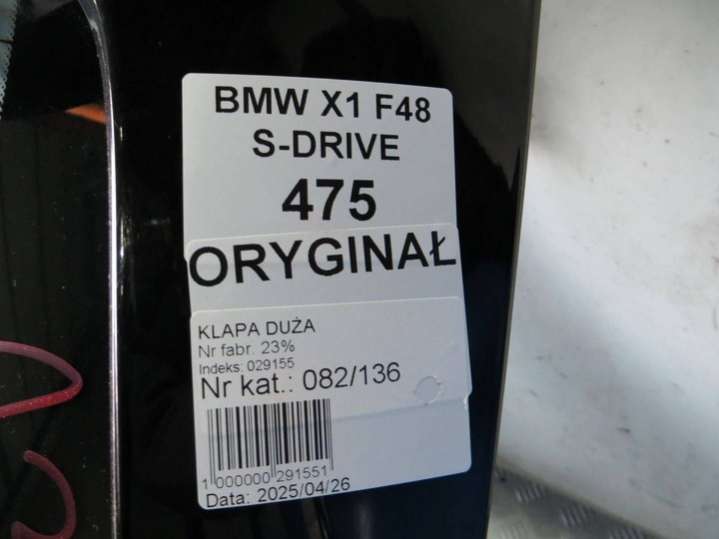 BMW X1 F48
S-DRIVE
475
ORYGINAŁ
KLAPA DUŻA
Nr fabr. 23%
Indeks: 029155
Nr kat.: 082/136
1 000000 291551
Data: 2025/04/26